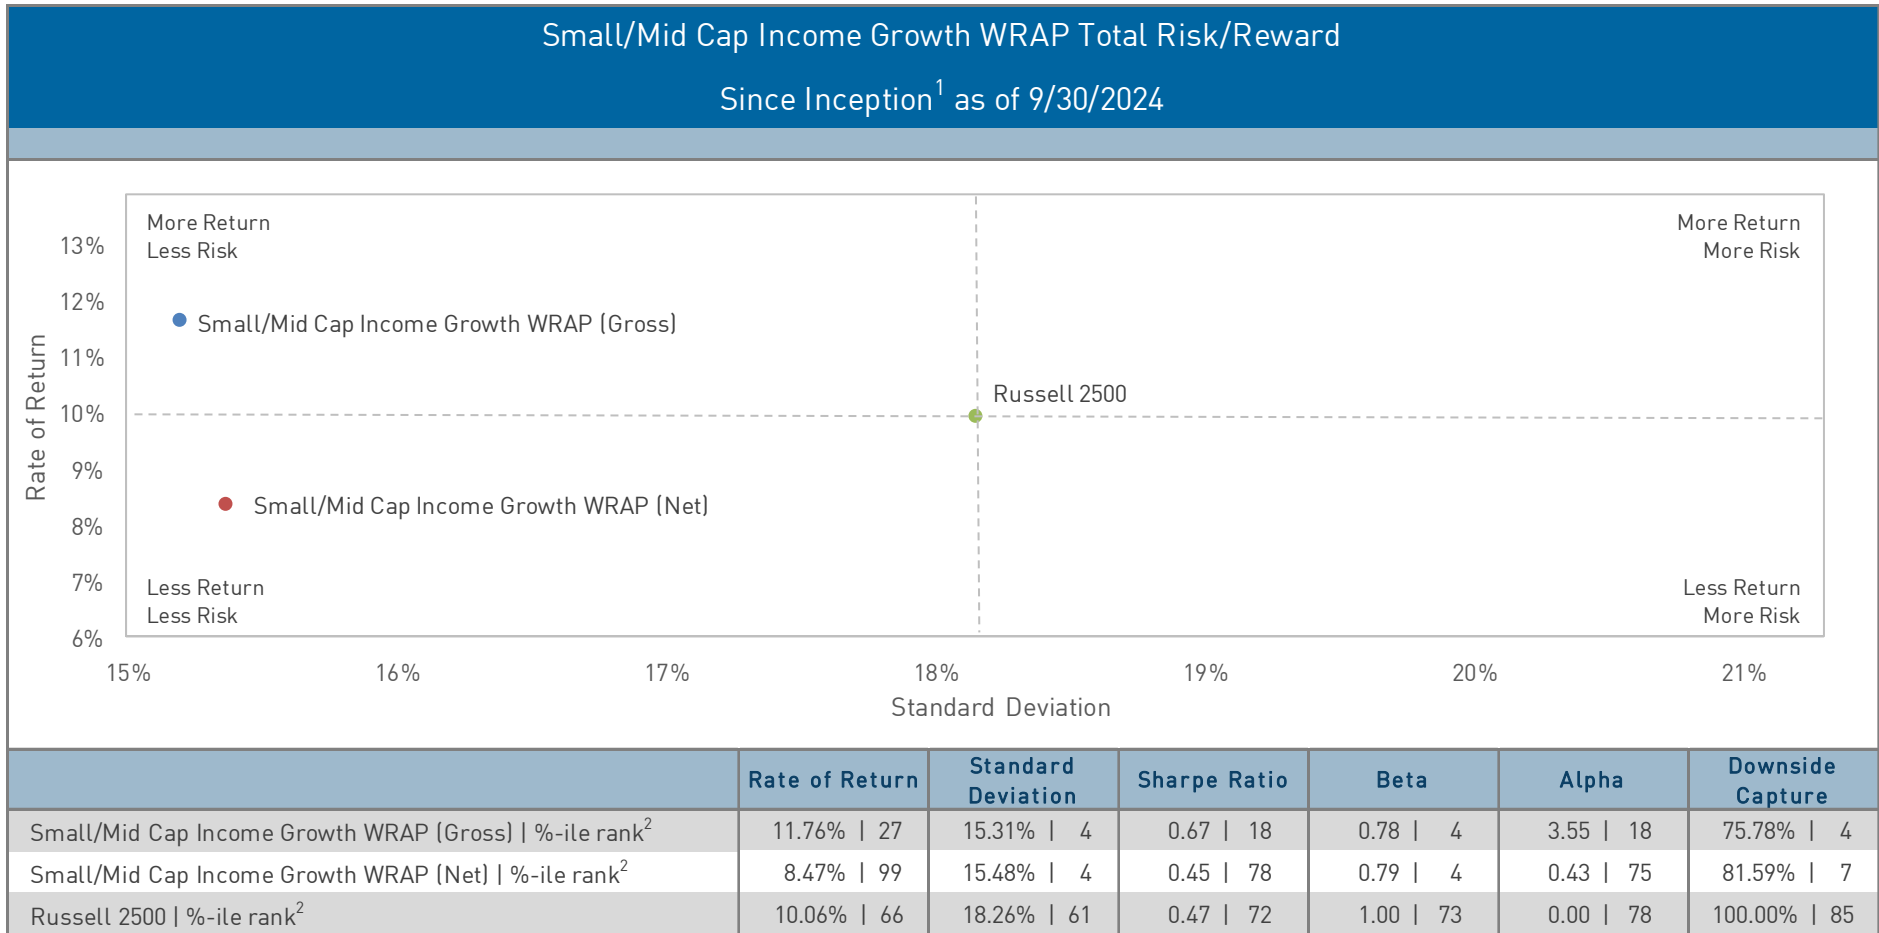 Small/Mid Cap Income Growth WRAP Total Risk/Reward
Since Inception1 as of 9/30/2024
More Return
Less Risk
More Return
More Risk
13%
12%
11%
10%
9%
8%
7%
6%
Rate of Return
Small/Mid Cap Income Growth WRAP (Gross)
Russell 2500
Small/Mid Cap Income Growth WRAP (Net)
Less Return
Less Risk
Less Return
More Risk
15% 16% 17% 18% 19% 20% 21%
Standard Deviation
Rate of Return Standard Deviation Sharpe Ratio Beta Alpha Downside Capture
Small/Mid Cap Income Growth WRAP (Gross) | %-ile rank2 11.76% | 27 15.31% | 4 0.67 | 18 0.78 | 4 3.55 | 18 75.78% | 4
Small/Mid Cap Income Growth WRAP (Net) | %-ile rank2 8.47% | 99 15.48% | 4 0.45 | 78 0.79 | 4 0.43 | 75 81.59% | 7
Russell 2500 | %-ile rank2 10.06% | 66 18.26% | 61 0.47 | 72 1.00 | 73 0.00 | 78 100.00% | 85